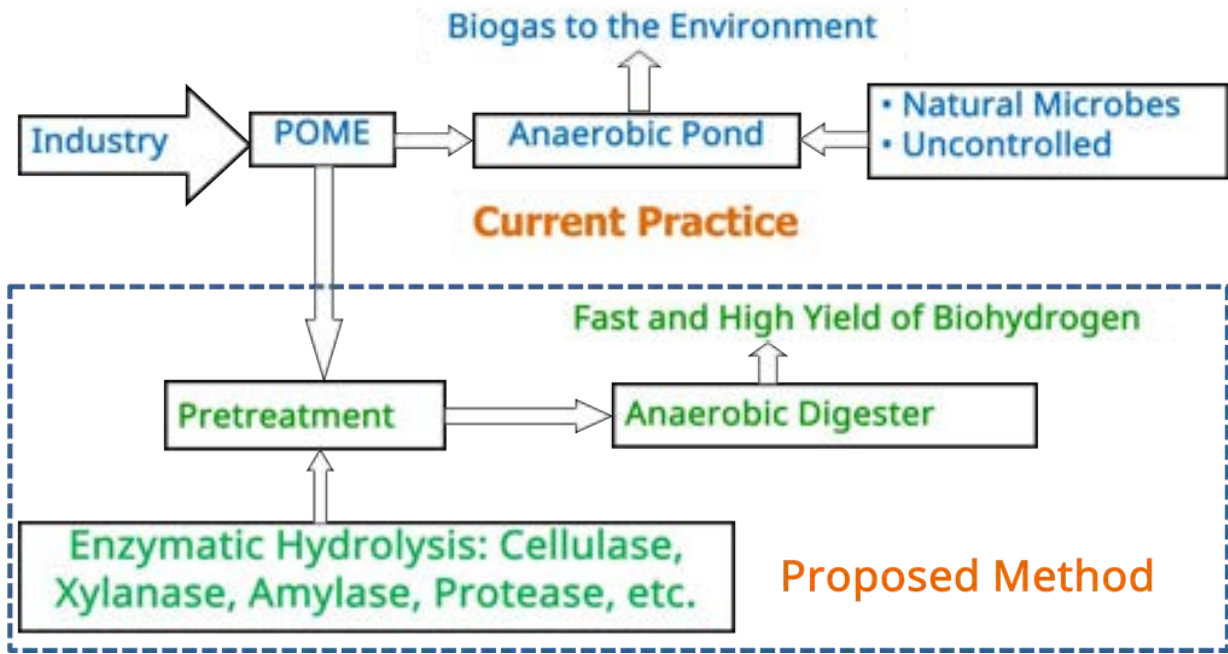 Biogas to the Environment
Industry
POME
Anaerobic Pond
• Natural Microbes
• Uncontrolled
Current Practice
Fast and High Yield of Biohydrogen
Pretreatment
Anaerobic Digester
Enzymatic Hydrolysis: Cellulase,
Xylanase, Amylase, Protease, etc.
Proposed Method